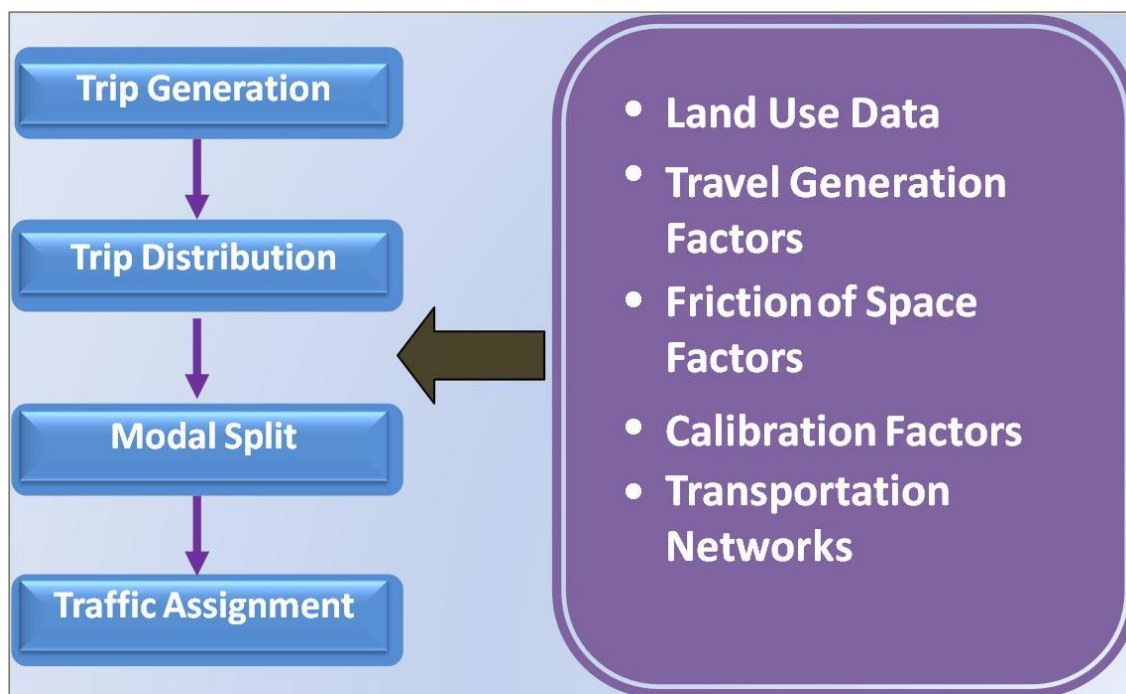 Trip Generation
Trip Distribution
Modal Split
Traffic Assignment
• Land Use Data
• Travel Generation
Factors
• Friction of Space
Factors
• Calibration Factors
• Transportation
Networks